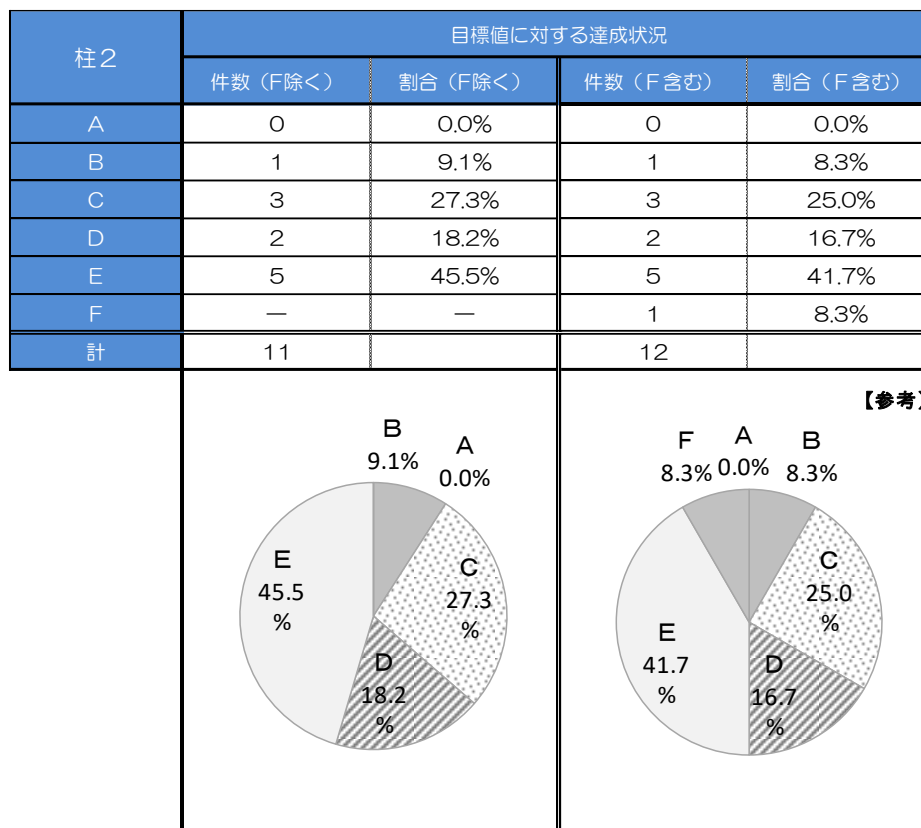 柱2 目標値に対する達成状況
件数（F除く） 割合（F除く） 件数（F含む） 割合（F含む）
A 0 0.0% 0 0.0%
B 1 9.1% 1 8.3%
C 3 27.3% 3 25.0%
D 2 18.2% 2 16.7%
E 5 45.5% 5 41.7%
F － － 1 8.3%
計 11 12
【参考】
B
9.1%
A
0.0%
C
27.3
%
D
18.2
%
E
45.5
%
F
8.3%
A
0.0%
B
8.3%
C
25.0
%
D
16.7
%
E
41.7
%